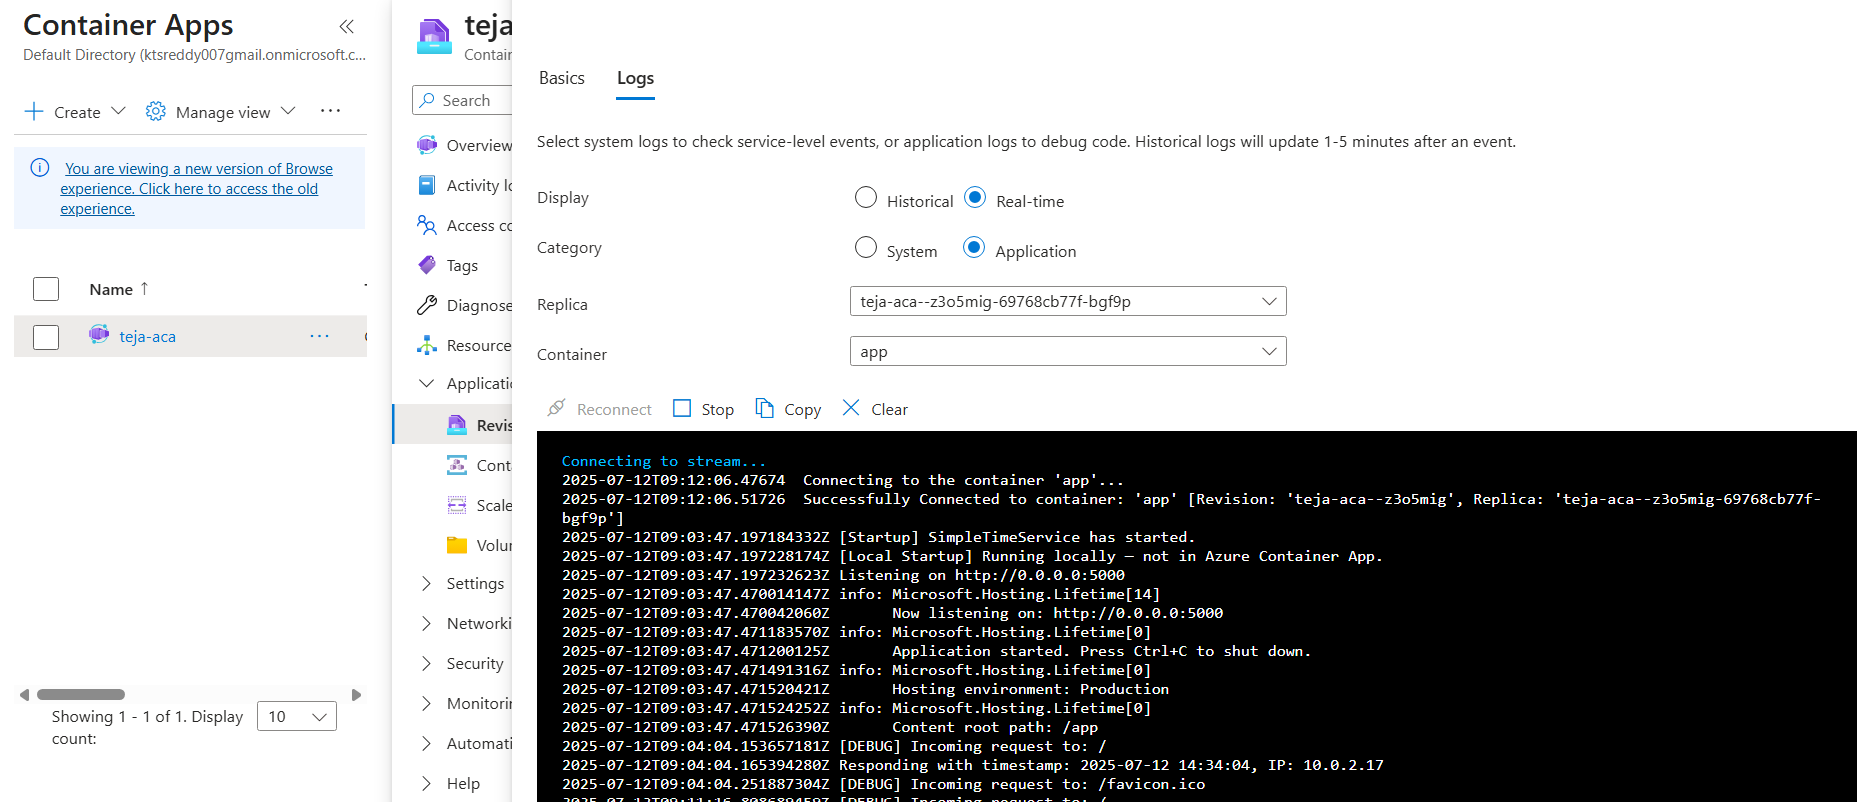 Container Apps
Default Directory (ktsreddy007gmail.onmicrosoft.c...
Create
Manage view
You are viewing a new version of Browse
experience. Click here to access the old
experience.
Name ↑
teja-aca
Showing 1 - 1 of 1. Display
count:
10
teja
Contain
Search
Overview
Activity lo
Access co
Tags
Diagnose
Resource
Applicatio
Revis
Conta
Scale
Volum
Settings
Networki
Security
Monitorin
Automati
Help
Basics
Logs
Select system logs to check service-level events, or application logs to debug code. Historical logs will update 1-5 minutes after an event.
Display
Historical
Real-time
Category
System
Application
Replica
teja-aca--z3o5mig-69768cb77f-bgf9p
Container
app
Reconnect
Stop
Copy
Clear
Connecting to stream...
2025-07-12T09:12:06.47674  Connecting to the container 'app'...
2025-07-12T09:12:06.51726  Successfully Connected to container: 'app' [Revision: 'teja-aca--z3o5mig', Replica: 'teja-aca--z3o5mig-69768cb77f-
bgf9p']
2025-07-12T09:03:47.197184332Z [Startup] SimpleTimeService has started.
2025-07-12T09:03:47.197228174Z [Local Startup] Running locally – not in Azure Container App.
2025-07-12T09:03:47.197232623Z Listening on http://0.0.0.0:5000
2025-07-12T09:03:47.470014147Z info: Microsoft.Hosting.Lifetime[14]
2025-07-12T09:03:47.470042060Z       Now listening on: http://0.0.0.0:5000
2025-07-12T09:03:47.471183570Z info: Microsoft.Hosting.Lifetime[0]
2025-07-12T09:03:47.471200125Z       Application started. Press Ctrl+C to shut down.
2025-07-12T09:03:47.471491316Z info: Microsoft.Hosting.Lifetime[0]
2025-07-12T09:03:47.471520421Z       Hosting environment: Production
2025-07-12T09:03:47.471524252Z info: Microsoft.Hosting.Lifetime[0]
2025-07-12T09:03:47.471526390Z       Content root path: /app
2025-07-12T09:04:04.153657181Z [DEBUG] Incoming request to: /
2025-07-12T09:04:04.165394280Z Responding with timestamp: 2025-07-12 14:34:04, IP: 10.0.2.17
2025-07-12T09:04:04.251887304Z [DEBUG] Incoming request to: /favicon.ico
[DEBUG] Incoming request to: /